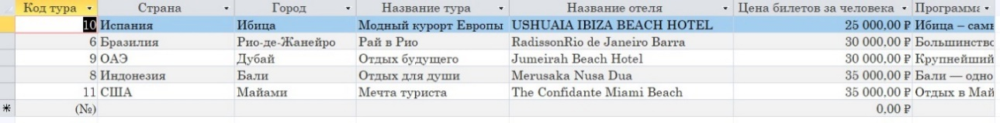 Код тура Страна Город Название тура Название отеля Цена билетов за человека Программа
10 Испания Ибица Модный курорт Европы USHUAIA IBIZA BEACH HOTEL 25 000,00 ₽ Ибица – самы
6 Бразилия Рио-де-Жанейро Рай в Рио RadissonRio de Janeiro Barra 30 000,00 ₽ Большинство
9 ОАЭ Дубай Отдых будущего Jumeirah Beach Hotel 30 000,00 ₽ Крупнейший
8 Индонезия Бали Отдых для души Merusaka Nusa Dua 35 000,00 ₽ Бали — одно
11 США Майами Мечта туриста The Confidante Miami Beach 35 000,00 ₽ Отдых в Май
* (№) 0,00 ₽